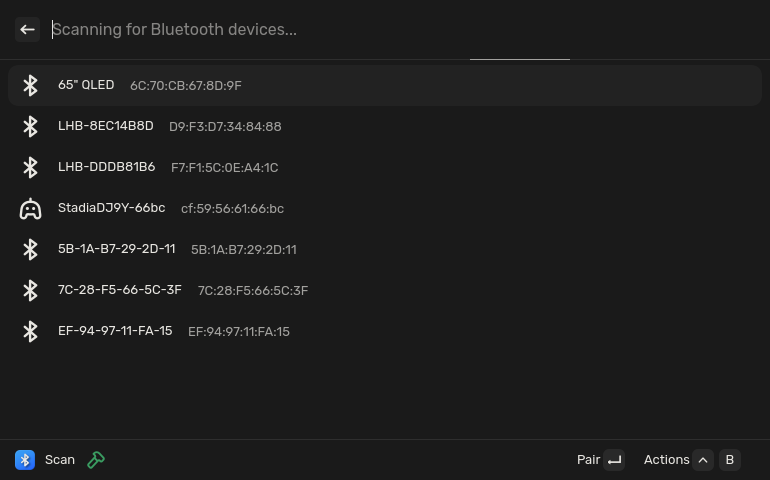 Scanning for Bluetooth devices...
65" QLED 6C:70:CB:67:8D:9F
LHB-8EC14B8D D9:F3:D7:34:84:88
LHB-DDDB81B6 F7:F1:5C:0E:A4:1C
StadiaDJ9Y-66bc cf:59:56:61:66:bc
5B-1A-B7-29-2D-11 5B:1A:B7:29:2D:11
7C-28-F5-66-5C-3F 7C:28:F5:66:5C:3F
EF-94-97-11-FA-15 EF:94:97:11:FA:15
Scan Pair Actions B